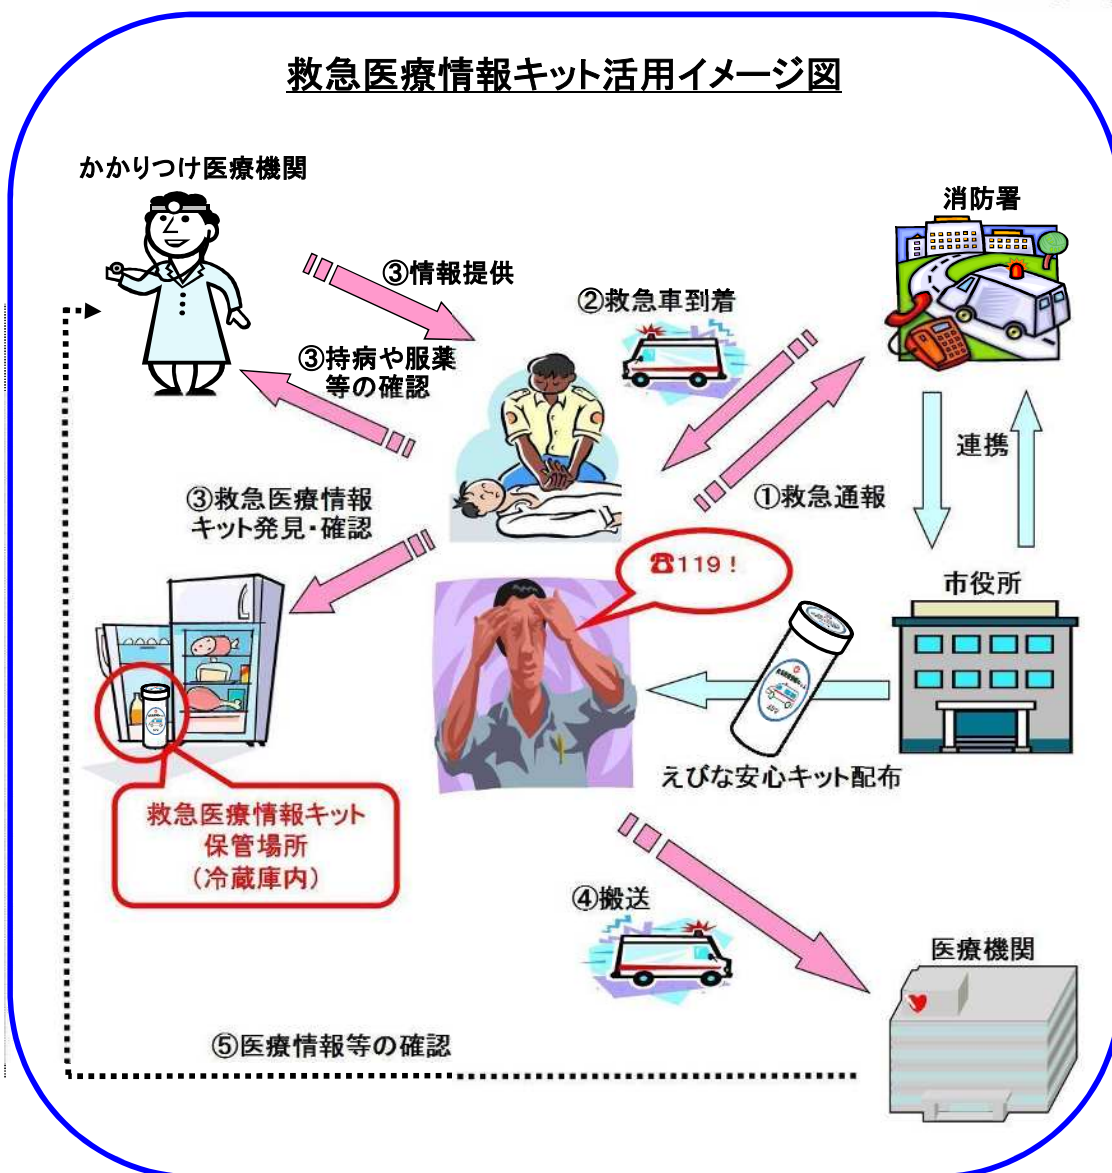 救急医療情報キット活用イメージ図
かかりつけ医療機関
消防署
③情報提供
②救急車到着
③持病や服薬
等の確認
連携
①救急通報
③救急医療情報
キット発見・確認
☎119！
市役所
えびな安心キット配布
救急医療情報キット
保管場所
（冷蔵庫内）
④搬送
医療機関
⑤医療情報等の確認